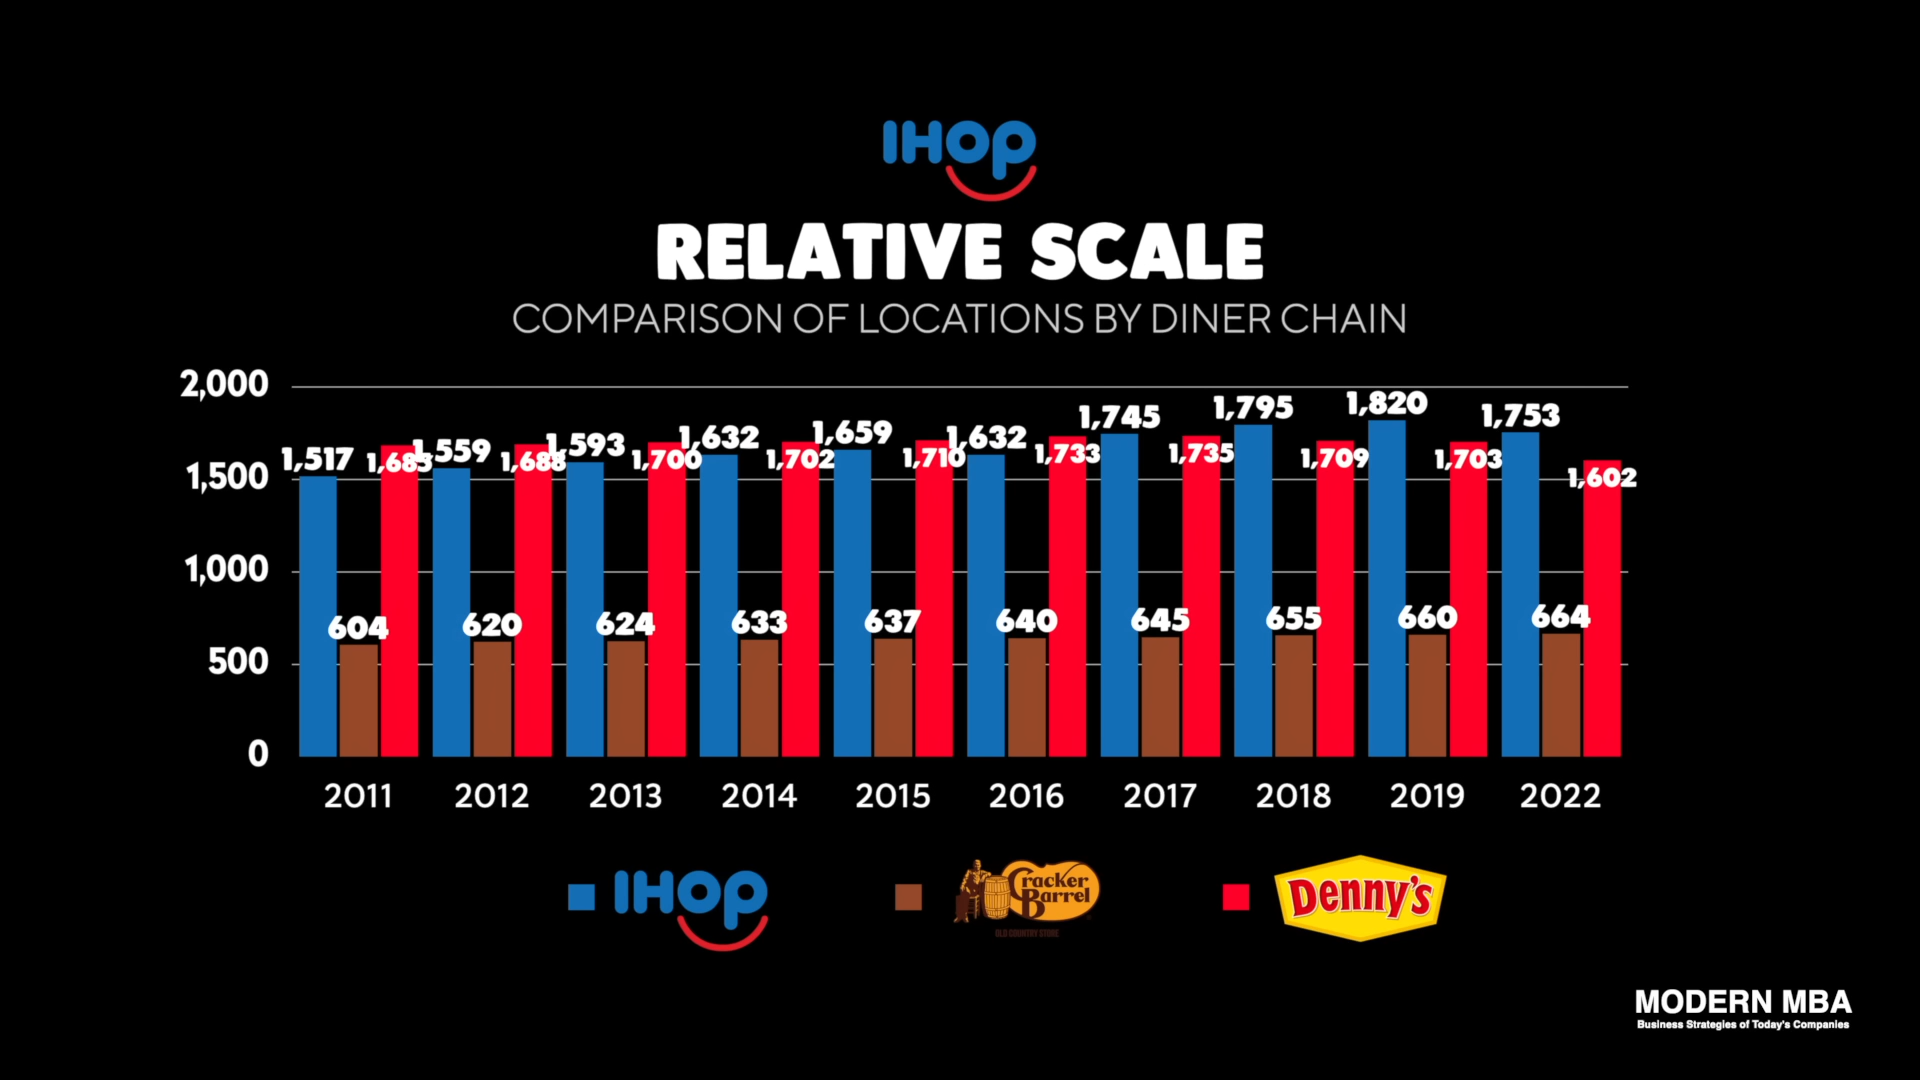 IHOP
RELATIVE SCALE
COMPARISON OF LOCATIONS BY DINER CHAIN
2,000
1,500
1,000
500
0
1,517 604 1,685
1,559 620 1,688
1,593 624 1,700
1,632 633 1,702
1,659 637 1,710
1,632 640 1,733
1,745 645 1,735
1,795 655 1,709
1,820 660 1,703
1,753 664 1,602
2011 2012 2013 2014 2015 2016 2017 2018 2019 2022
IHOP
Cracker
Barrel
OLD COUNTRY STORE
Denny's
MODERN MBA
Business Strategies of Today's Companies